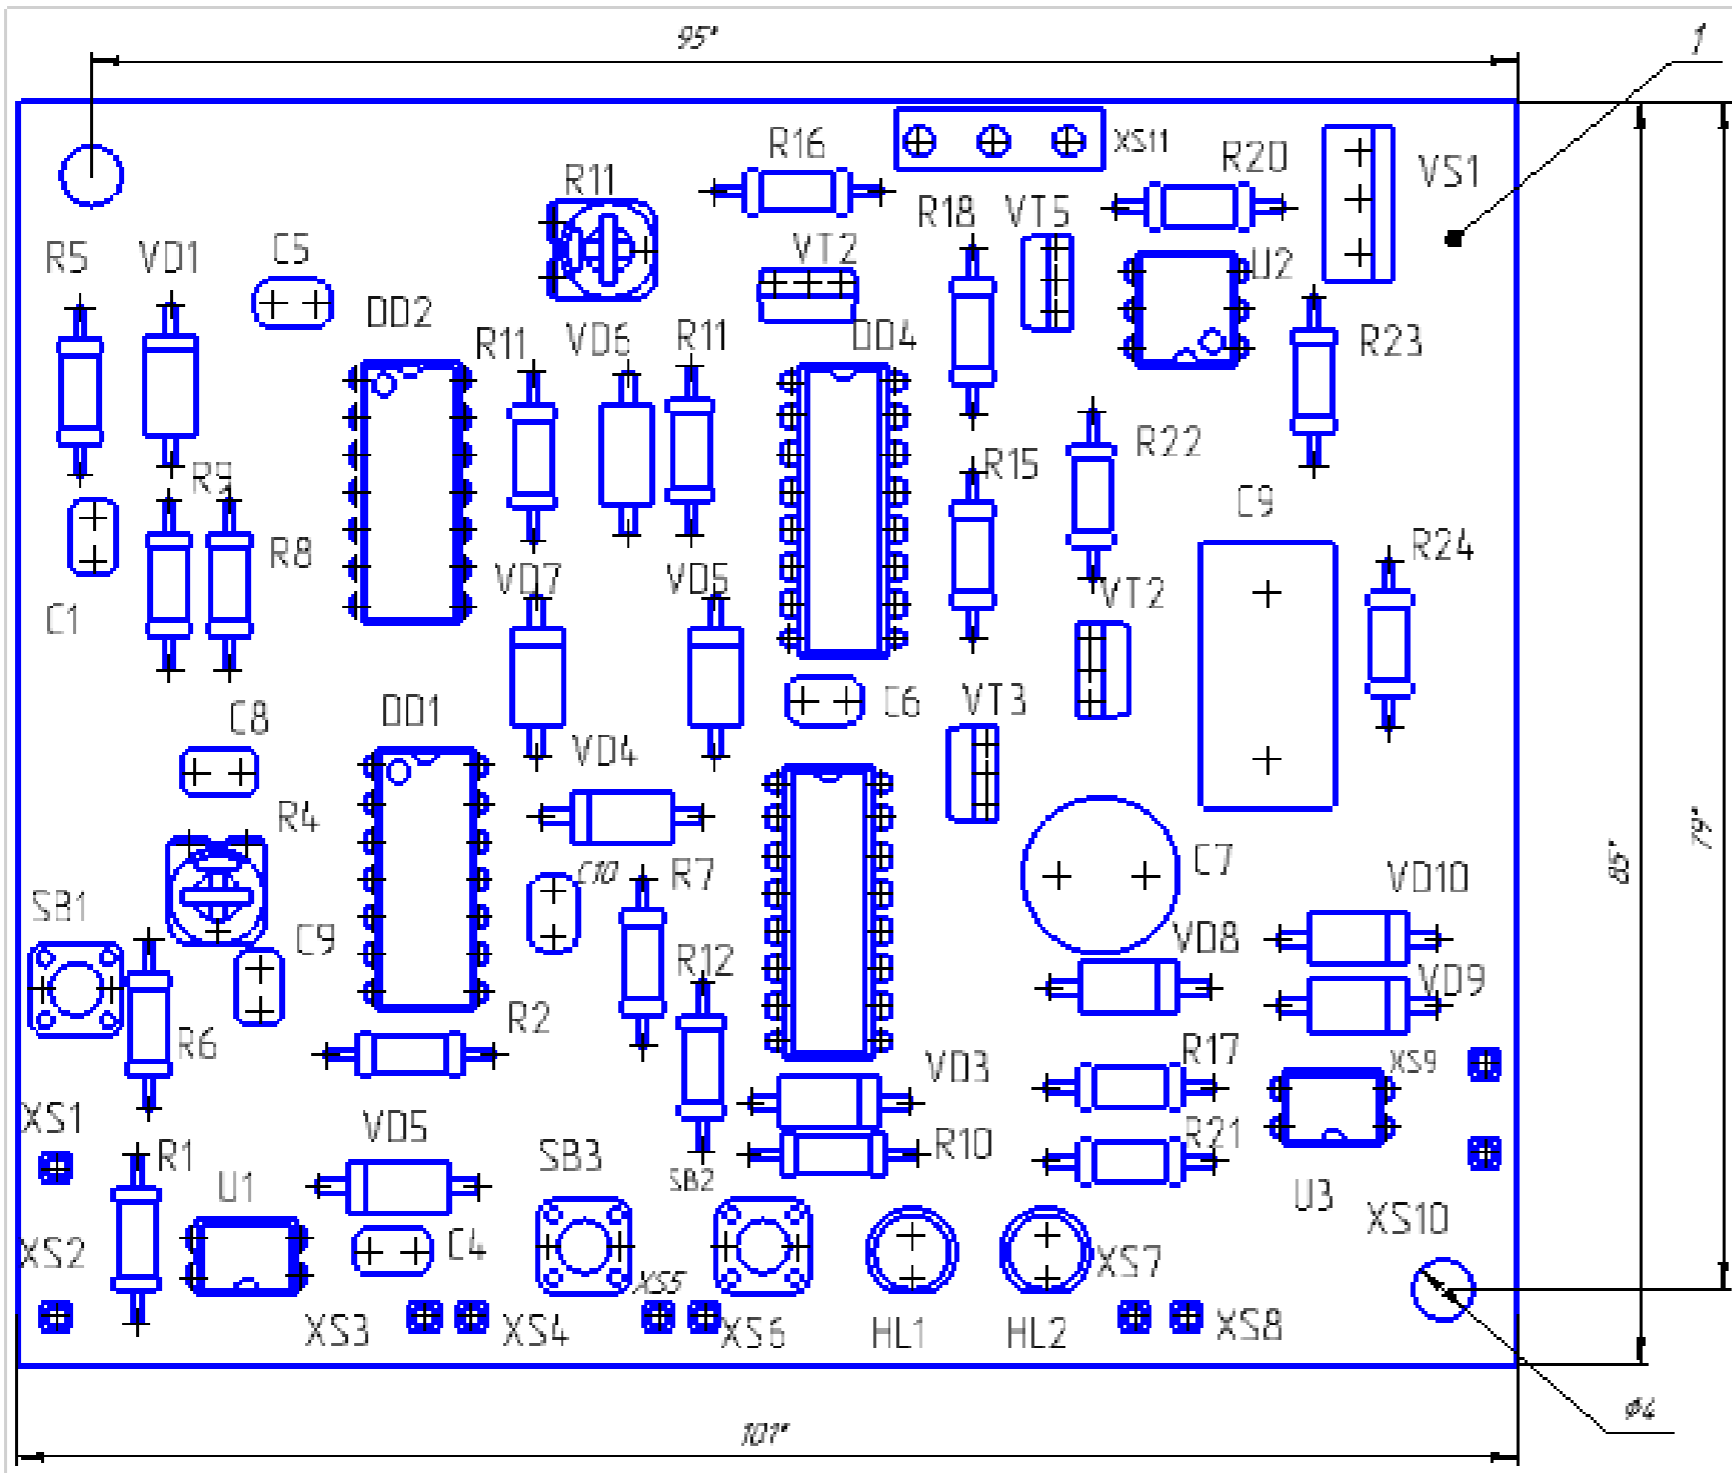 95*
1
R16
XS11
R20
VS1
R11
R18
VT5
R5
VD1
C5
VT2
U2
DD2
R11
VD6
R11
DD4
R23
R22
R9
R15
C9
R8
R24
C1
VD7
VD5
VT2
C8
DD1
C6
VT3
VD4
R4
79*
85*
C10
R7
C7
VD10
SB1
C9
R12
VD8
VD9
R6
R2
VD3
R17
XS9
XS1
VD5
R10
R21
R1
SB3
SB2
U1
U3
XS10
XS2
C4
XS5
XS7
XS3
XS4
XS6
HL1
HL2
XS8
ø4
101*